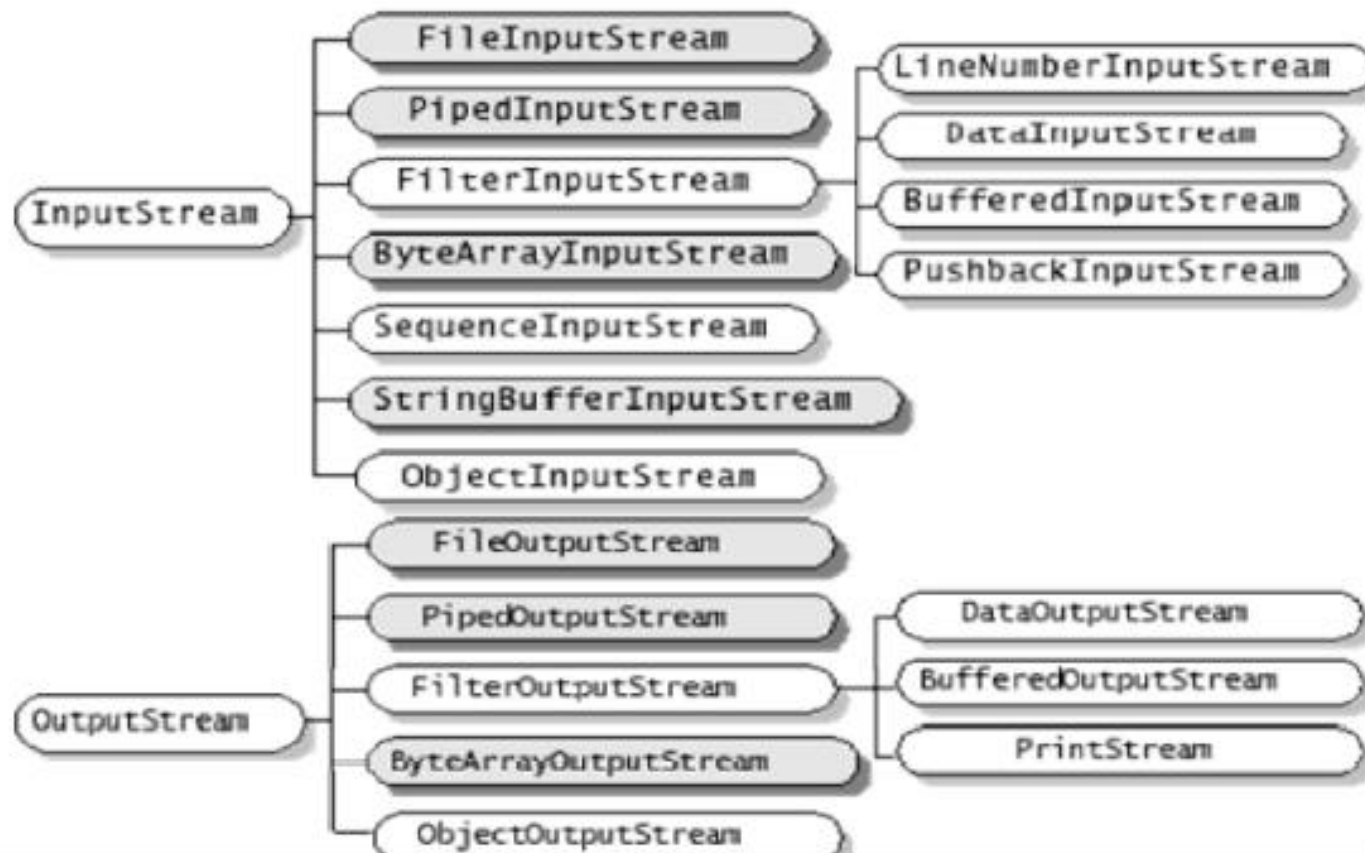 FileInputStream
PipedInputStream
FilterInputStream
InputStream
ByteArrayInputStream
SequenceInputStream
StringBufferInputStream
ObjectInputStream
LineNumberInputStream
DataInputStream
BufferedInputStream
PushbackInputStream
FileOutputStream
PipedOutputStream
FilterOutputStream
OutputStream
ByteArrayOutputStream
ObjectOutputStream
DataOutputStream
BufferedOutputStream
PrintStream